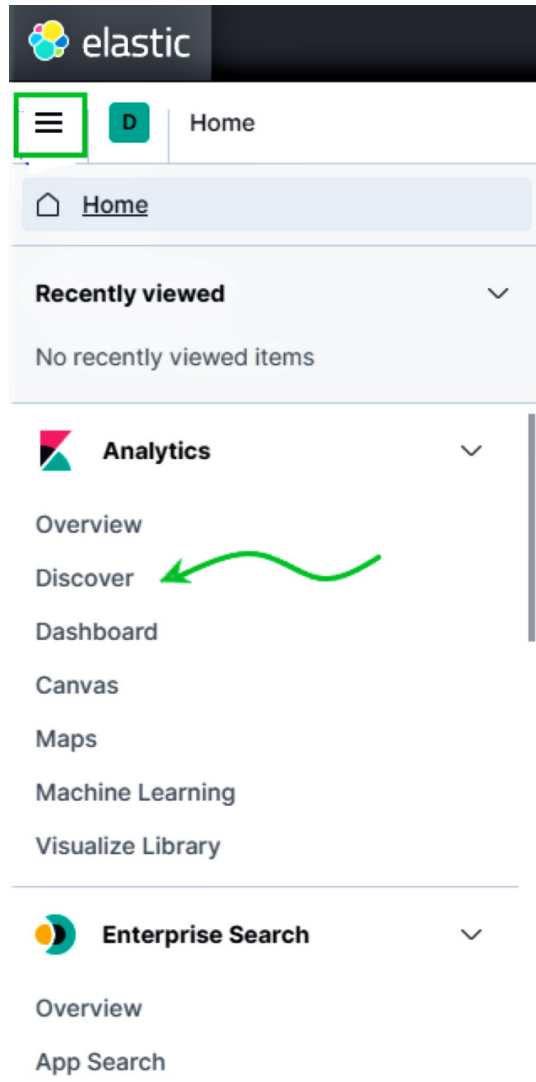 elastic
D Home
Home
Recently viewed
No recently viewed items
Analytics
Overview
Discover
Dashboard
Canvas
Maps
Machine Learning
Visualize Library
Enterprise Search
Overview
App Search